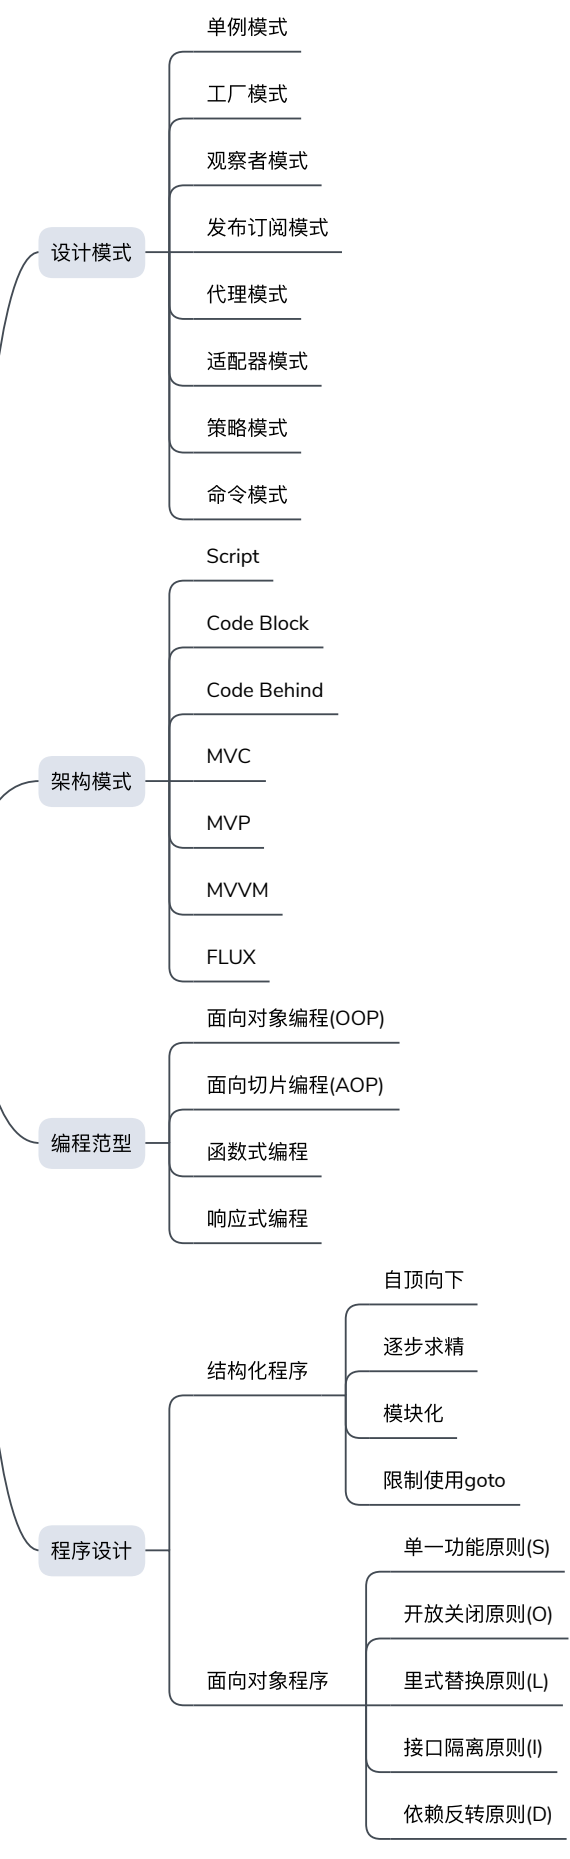 设计模式
单例模式
工厂模式
观察者模式
发布订阅模式
代理模式
适配器模式
策略模式
命令模式
架构模式
Script
Code Block
Code Behind
MVC
MVP
MVVM
FLUX
编程范型
面向对象编程(OOP)
面向切片编程(AOP)
函数式编程
响应式编程
程序设计
结构化程序
自顶向下
逐步求精
模块化
限制使用goto
面向对象程序
单一功能原则(S)
开放关闭原则(O)
里式替换原则(L)
接口隔离原则(I)
依赖反转原则(D)